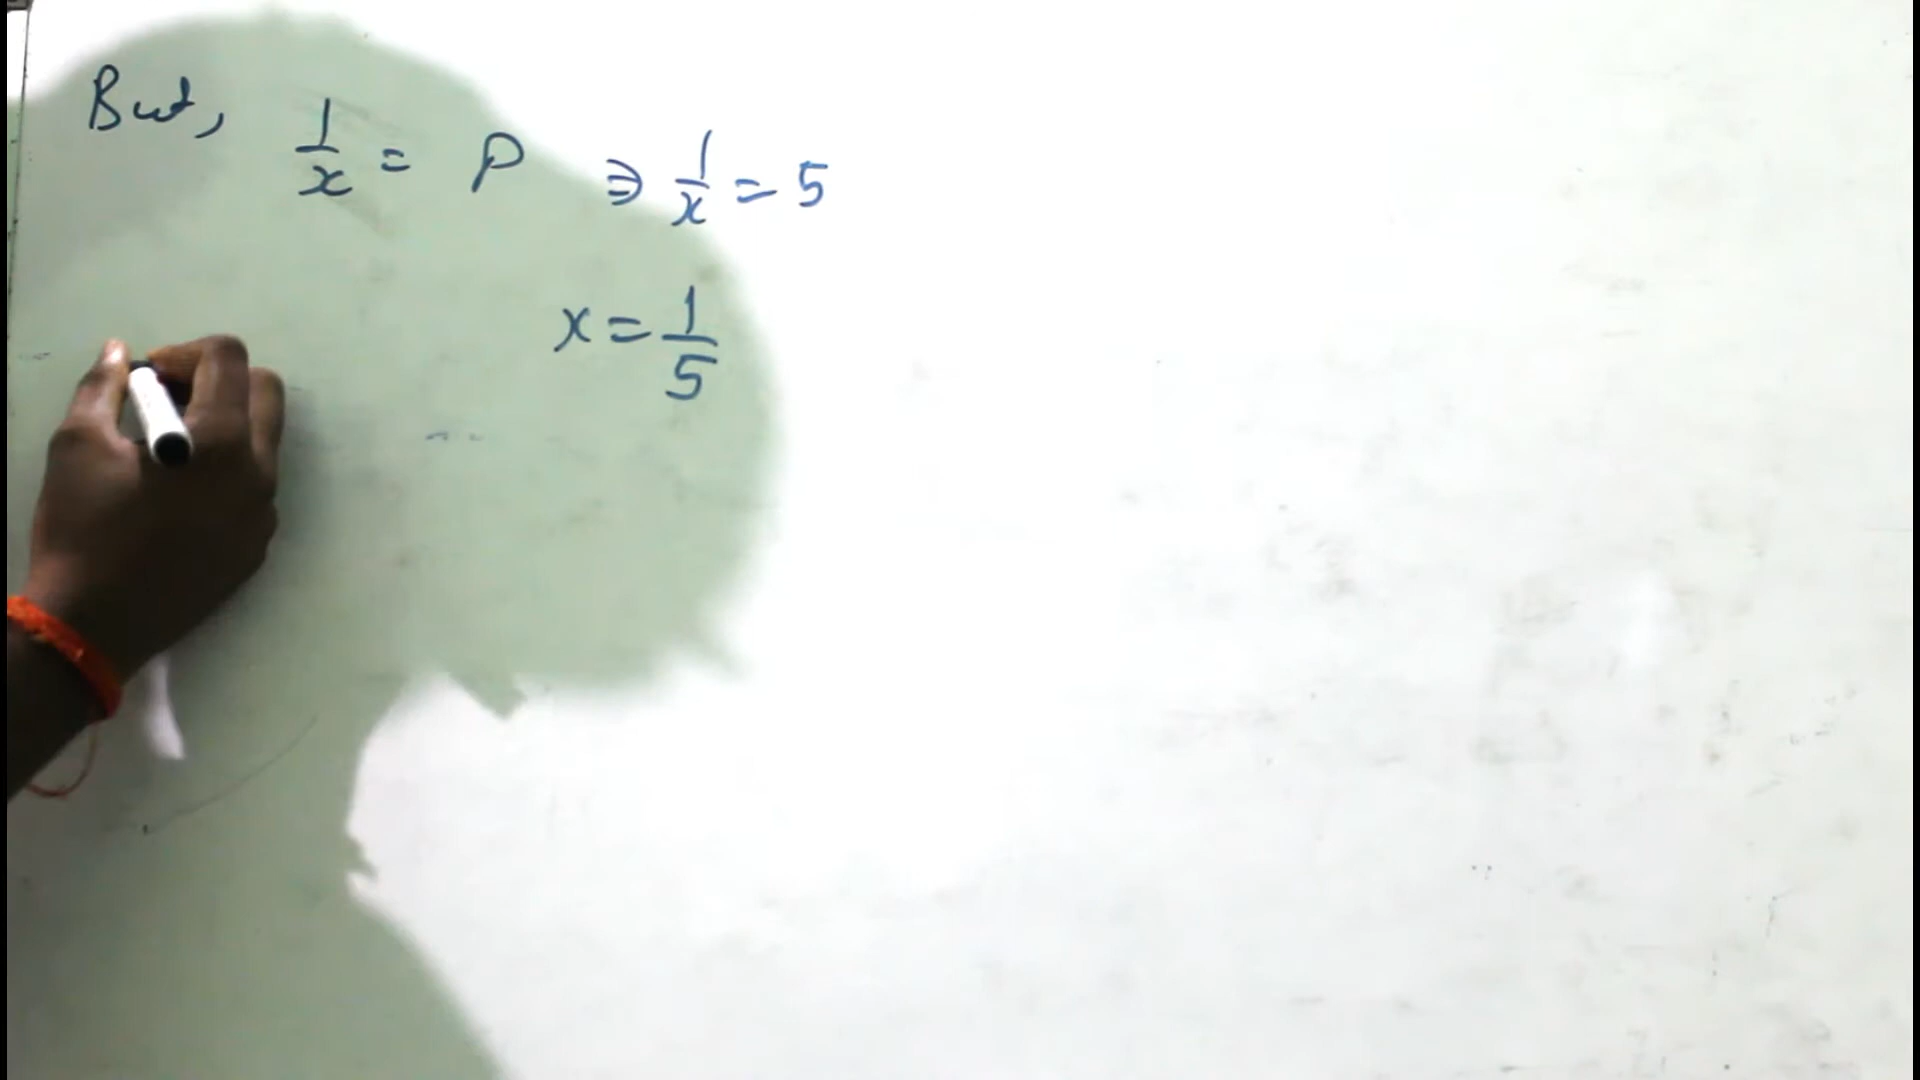 But, 1/x = P ⇒ 1/x = 5
x = 1/5